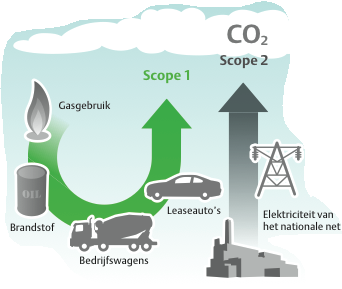 CO2
Scope 2
Scope 1
Gasgebruik
OIL
Brandstof
Bedrijfswagens
Leaseauto's
Elektriciteit van
het nationale net